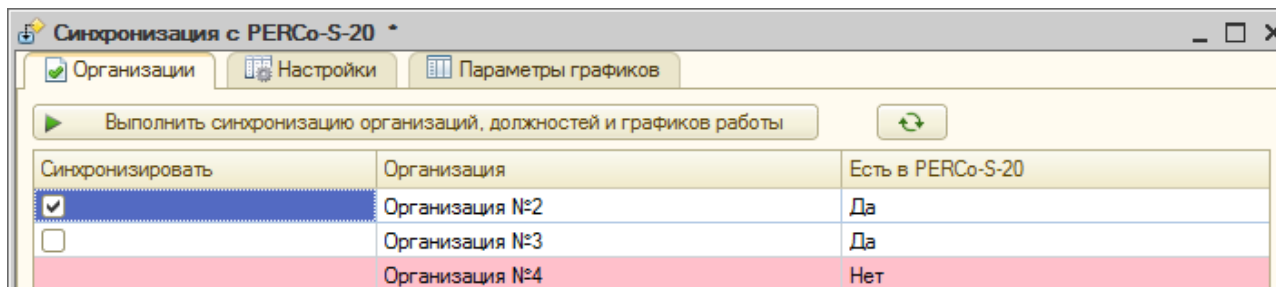 Синхронизация с PERCo-S-20 *
Организации Настройки Параметры графиков
Выполнить синхронизацию организаций, должностей и графиков работы
Синхронизировать Организация Есть в PERCo-S-20
Организация №2 Да
Организация №3 Да
Организация №4 Нет